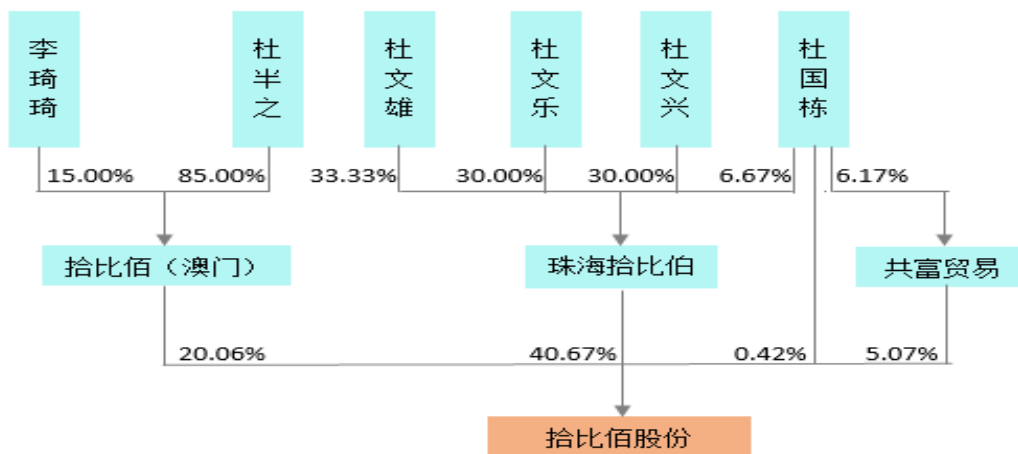 李琦琦
杜半之
杜文雄
杜文乐
杜文兴
杜国栋
15.00%
85.00%
33.33%
30.00%
30.00%
6.67%
6.17%
拾比佰（澳门）
珠海拾比伯
共富贸易
20.06%
40.67%
0.42%
5.07%
拾比佰股份